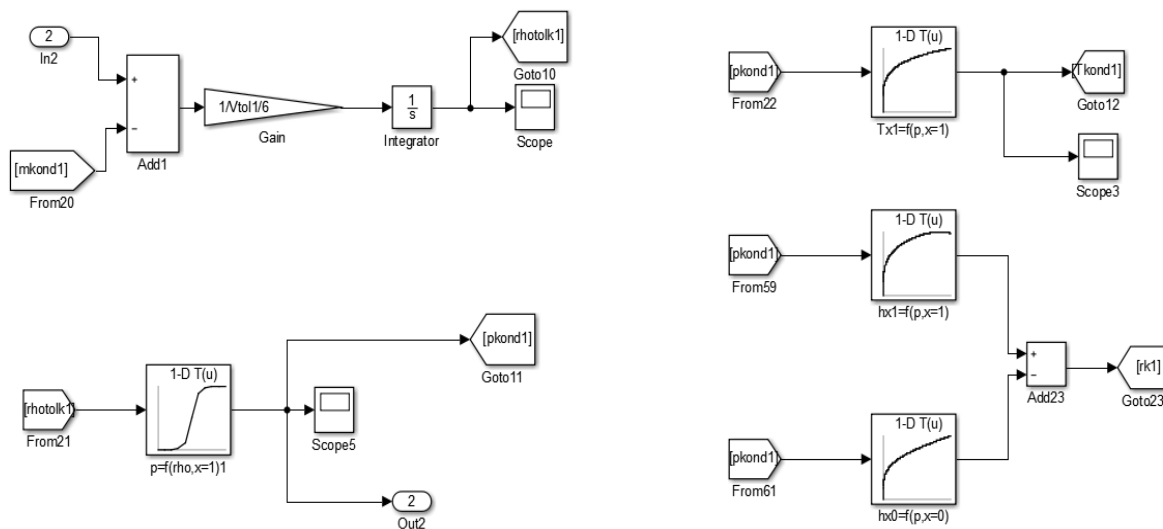 2
In2
+
−
Add1
[mkond1]
From20
1/Vtol1/6
Gain
1
s
Integrator
[rhotolk1]
Goto10
Scope
[rhotolk1]
From21
1-D T(u)
p=f(rho,x=1)1
Scope5
[pkond1]
Goto11
2
Out2
[pkond1]
From22
1-D T(u)
Tx1=f(p,x=1)
[Tkond1]
Goto12
Scope3
[pkond1]
From59
1-D T(u)
hx1=f(p,x=1)
+
−
Add23
[rk1]
Goto23
[pkond1]
From61
1-D T(u)
hx0=f(p,x=0)